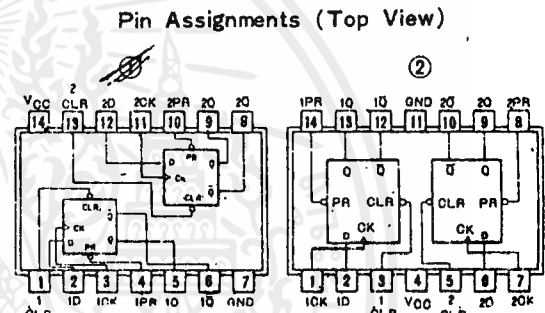 Pin Assignments (Top View)
②
2
VCC CLR 2D 2CK 2PR 2Q 2Q̅
14 13 12 11 10 9 8
D PR Q
CK
CLR Q̅
CLR Q̅
CK
D PR Q
1 2 3 4 5 6 7
1 1D 1CK 1PR 1Q 1Q̅ GND
CLR
1PR 1Q 1Q̅ GND 2Q̅ 2Q 2PR
14 13 12 11 10 9 8
Q Q̅ Q̅ Q
PR CLR CLR PR
D CK CK D
1 2 3 4 5 6 7
1CK 1D 1 VCC 2 2D 2CK
CLR CLR